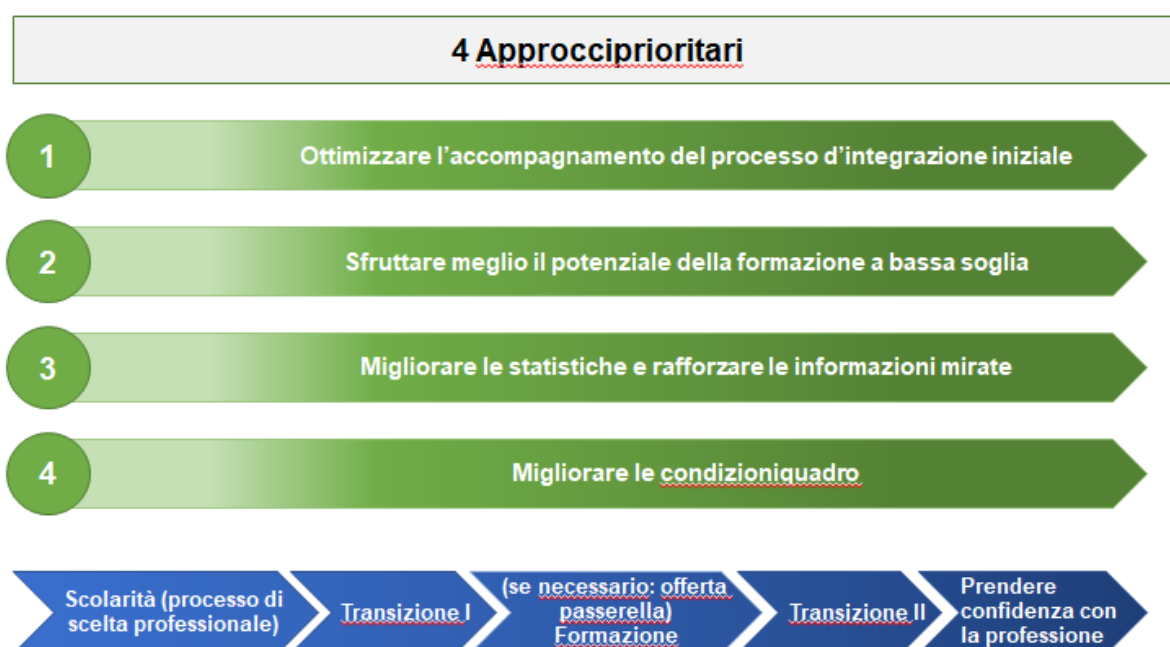 4 Approcciprioritari
1
Ottimizzare l'accompagnamento del processo d'integrazione iniziale
2
Sfruttare meglio il potenziale della formazione a bassa soglia
3
Migliorare le statistiche e rafforzare le informazioni mirate
4
Migliorare le condizioniquadro
Scolarità (processo di
scelta professionale)
Transizione I
(se necessario: offerta
passerella)
Formazione
Transizione II
Prendere
confidenza con
la professione